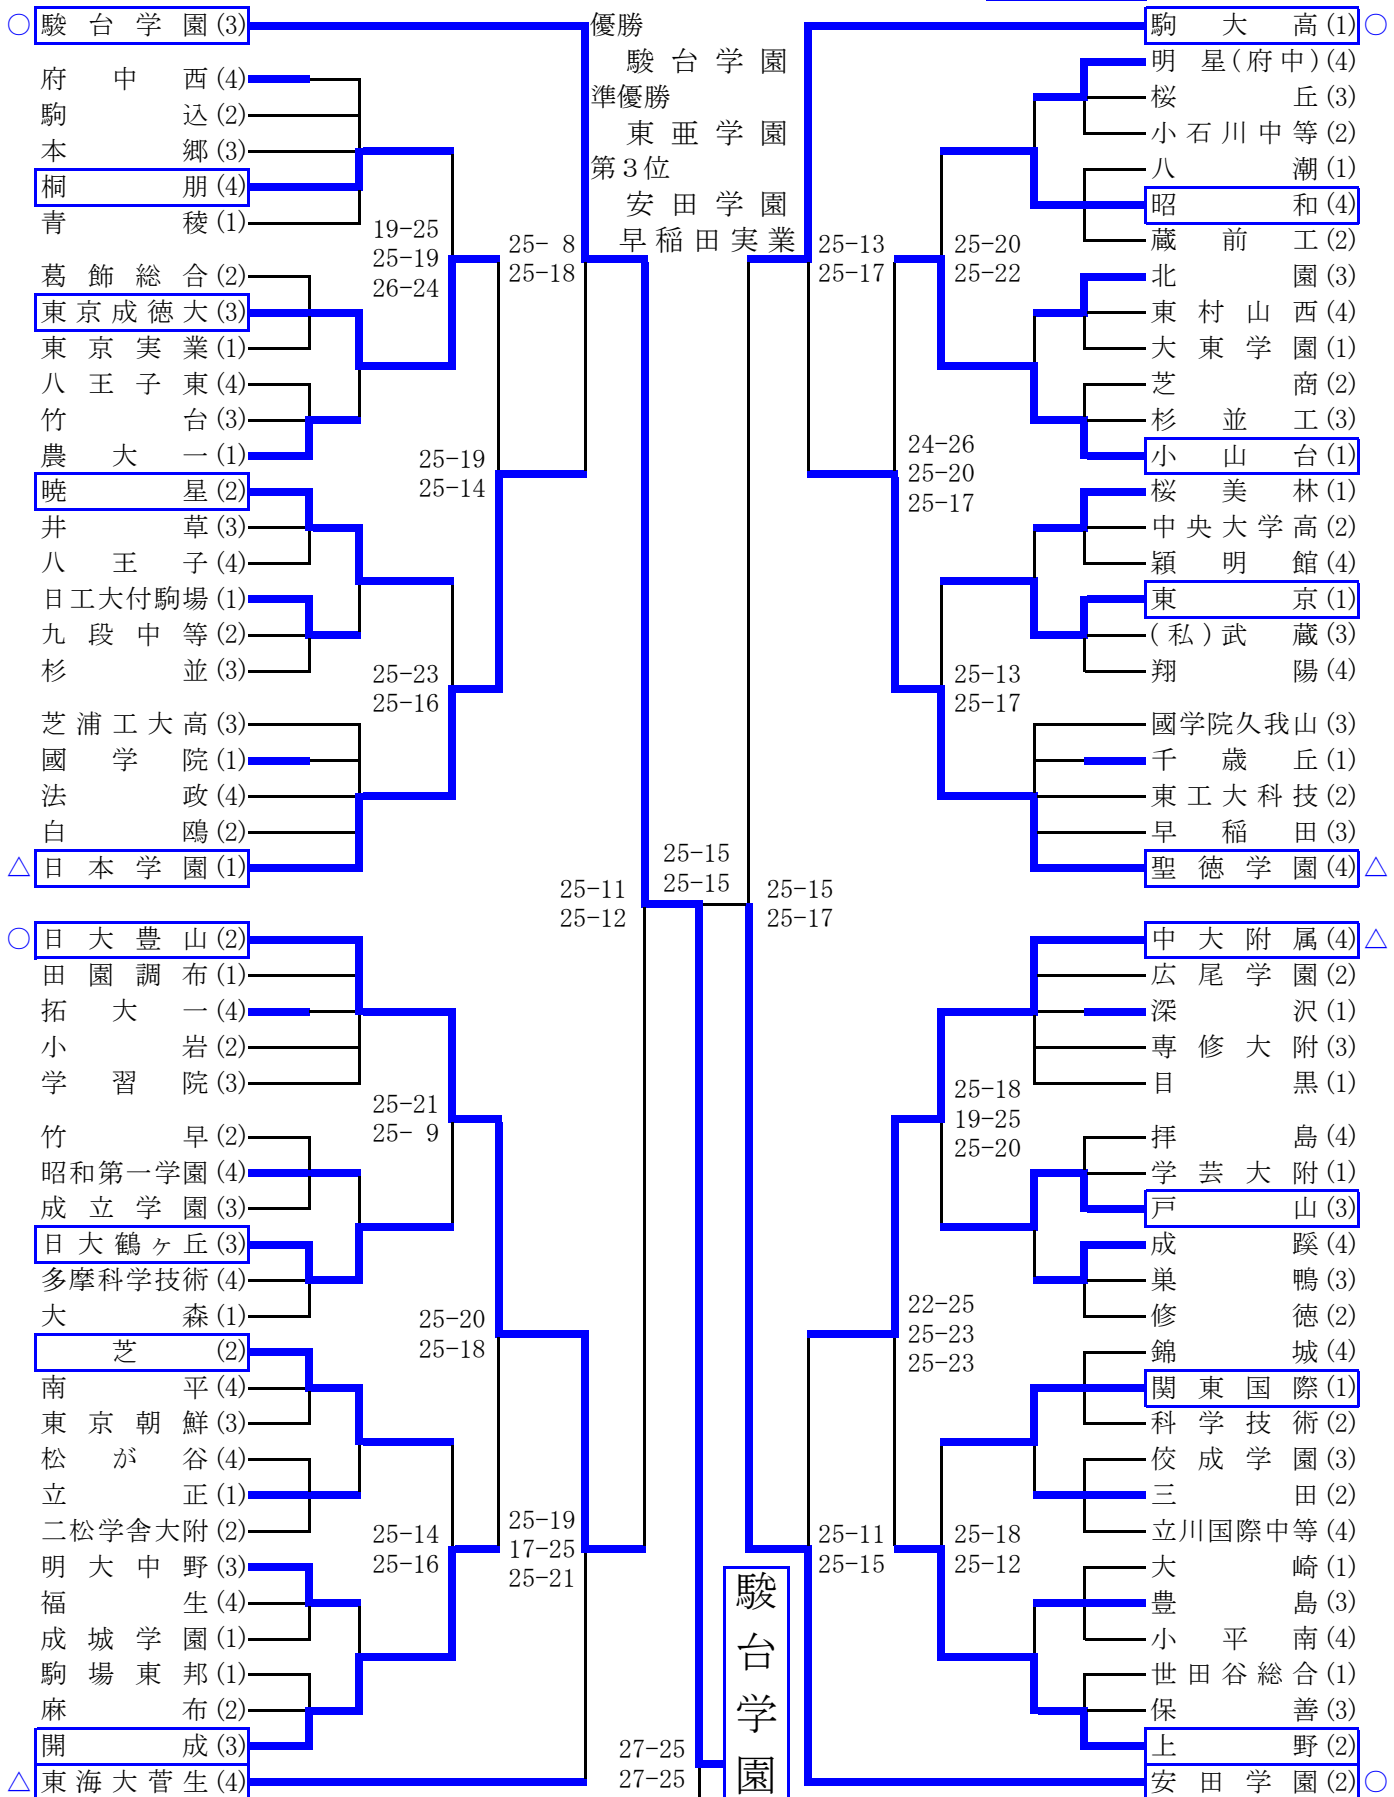 ○駿台学園(3)
府中西(4)
駒込(2)
本郷(3)
桐朋(4)
青稜(1)
葛飾総合(2)
東京成徳大(3)
東京実業(1)
八王子東(4)
竹台(3)
農大一(1)
暁星(2)
井草(3)
八王子(4)
日工大付駒場(1)
九段中等(2)
杉並(3)
芝浦工大高(3)
國学院(1)
法政(4)
白鴎(2)
△日本学園(1)
○日大豊山(2)
田園調布(1)
拓大一(4)
小岩(2)
学習院(3)
竹早(2)
昭和第一学園(4)
成立学園(3)
日大鶴ヶ丘(3)
多摩科学技術(4)
大森(1)
芝(2)
南平(4)
東京朝鮮(3)
松が谷(4)
立正(1)
二松学舎大附(2)
明大中野(3)
福生(4)
成城学園(1)
駒場東邦(1)
麻布(2)
開成(3)
△東海大菅生(4)
19-25
25-19
26-24
25-23
25-16
25-21
25- 9
25-14
25-16
25-19
25-14
25-20
25-18
25- 8
25-18
25-19
17-25
25-21
25-11
25-12
優勝
駿台学園
準優勝
東亜学園
第３位
安田学園
早稲田実業
25-15
25-15
27-25
27-25
駿台学園
25-15
25-17
25-13
25-17
25-11
25-15
24-26
25-20
25-17
22-25
25-23
25-23
25-20
25-22
25-13
25-17
25-18
19-25
25-20
25-18
25-12
駒大高(1)○
明星(府中)(4)
桜丘(3)
小石川中等(2)
八潮(1)
昭和(4)
蔵前工(2)
北園(3)
東村山西(4)
大東学園(1)
芝商(2)
杉並工(3)
小山台(1)
桜美林(1)
中央大学高(2)
穎明館(4)
東京(1)
(私)武蔵(3)
翔陽(4)
國学院久我山(3)
千歳丘(1)
東工大科技(2)
早稲田(3)
聖徳学園(4)△
中大附属(4)△
広尾学園(2)
深沢(1)
専修大附(3)
目黒(1)
拝島(4)
学芸大附(1)
戸山(3)
成蹊(4)
巣鴨(3)
修徳(2)
錦城(4)
関東国際(1)
科学技術(2)
佼成学園(3)
三田(2)
立川国際中等(4)
大崎(1)
豊島(3)
小平南(4)
世田谷総合(1)
保善(3)
上野(2)
安田学園(2)○